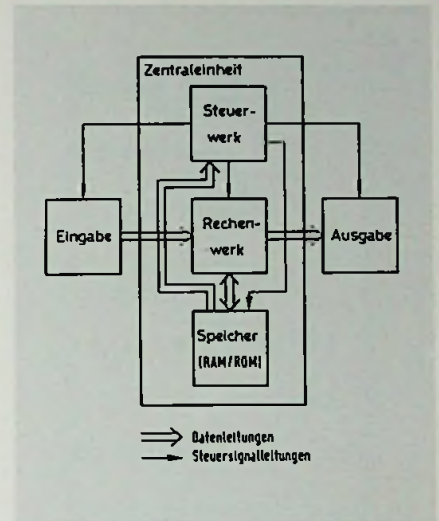 Zentraleinheit
Steuer-
werk
Eingabe
Rechen-
werk
Ausgabe
Speicher
(RAM/ROM)
Datenleitungen
Steuersignalleitungen